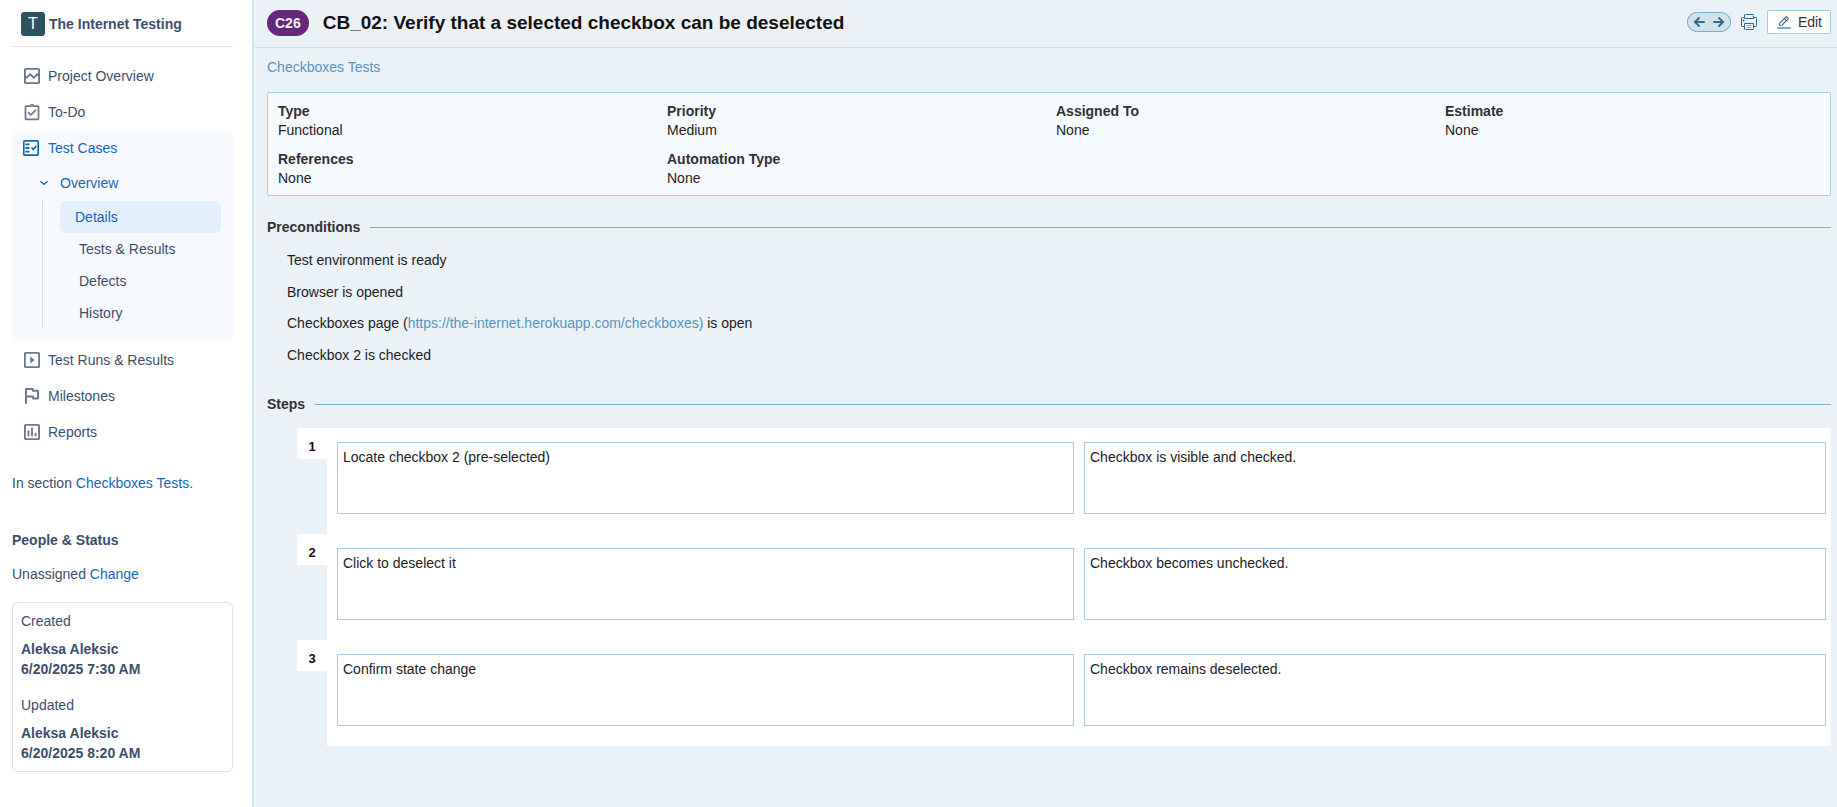 T The Internet Testing
Project Overview
To-Do
Test Cases
Overview
Details
Tests & Results
Defects
History
Test Runs & Results
Milestones
Reports
In section Checkboxes Tests.
People & Status
Unassigned Change
Created
Aleksa Aleksic
6/20/2025 7:30 AM
Updated
Aleksa Aleksic
6/20/2025 8:20 AM
C26 CB_02: Verify that a selected checkbox can be deselected
Edit
Checkboxes Tests
Type Priority Assigned To Estimate
Functional Medium None None
References Automation Type
None None
Preconditions
Test environment is ready
Browser is opened
Checkboxes page (https://the-internet.herokuapp.com/checkboxes) is open
Checkbox 2 is checked
Steps
1 Locate checkbox 2 (pre-selected) Checkbox is visible and checked.
2 Click to deselect it Checkbox becomes unchecked.
3 Confirm state change Checkbox remains deselected.